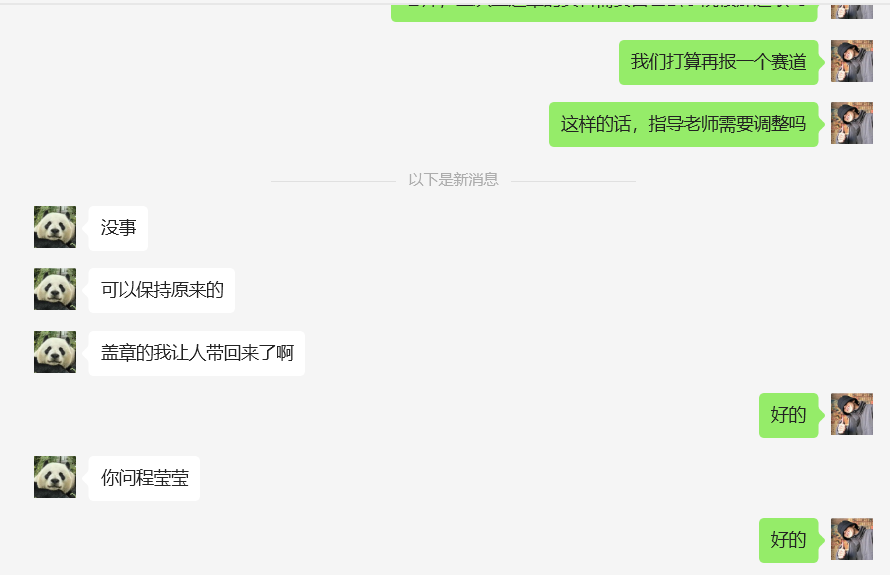 我们打算再报一个赛道
这样的话，指导老师需要调整吗
以下是新消息
没事
可以保持原来的
盖章的我让人带回来了啊
好的
你问程莹莹
好的